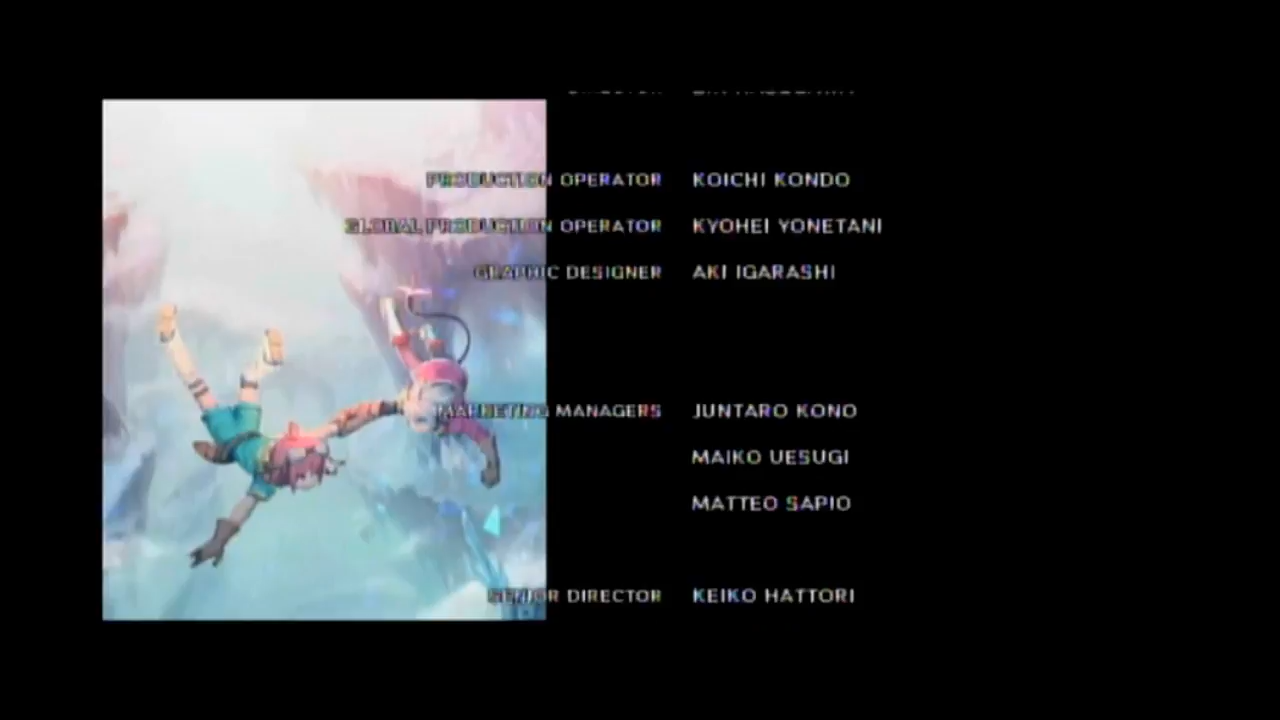 PRODUCTION OPERATOR KOICHI KONDO
GLOBAL PRODUCTION OPERATOR KYOHEI YONETANI
GRAPHIC DESIGNER AKI IGARASHI
MARKETING MANAGERS JUNTARO KONO
MAIKO UESUGI
MATTEO SAPIO
SENIOR DIRECTOR KEIKO HATTORI